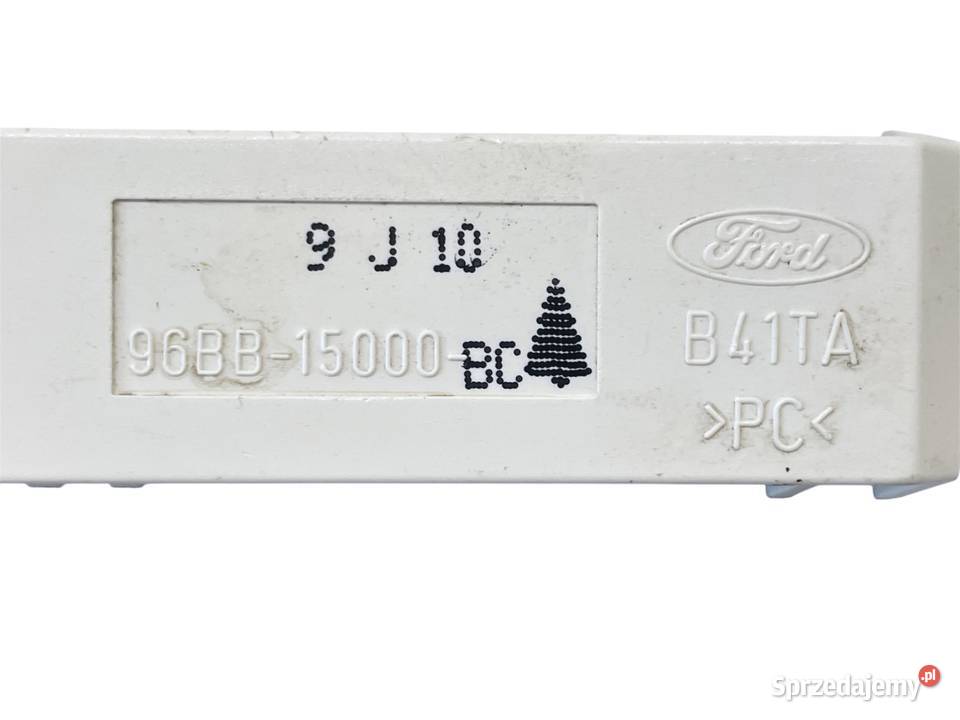 9 J 10
96BB-15000-BC
Ford
B41TA
>PC<
Sprzedajemy.pl